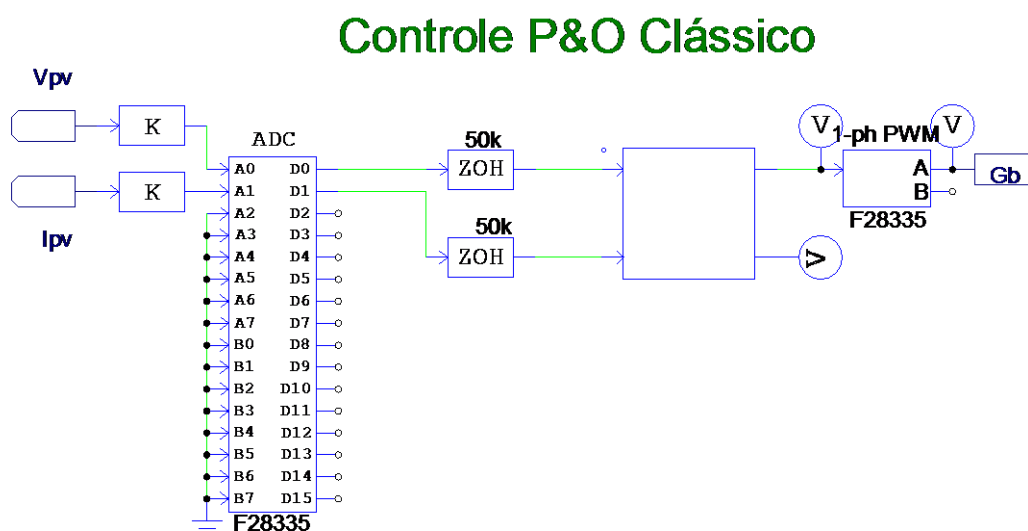 Controle P&O Clássico
Vpv
K
Ipv
K
ADC
A0 D0
A1 D1
A2 D2
A3 D3
A4 D4
A5 D5
A6 D6
A7 D7
B0 D8
B1 D9
B2 D10
B3 D11
B4 D12
B5 D13
B6 D14
B7 D15
F28335
50k
ZOH
50k
ZOH
V
V
1-ph PWM
V
A
B
F28335
Gb